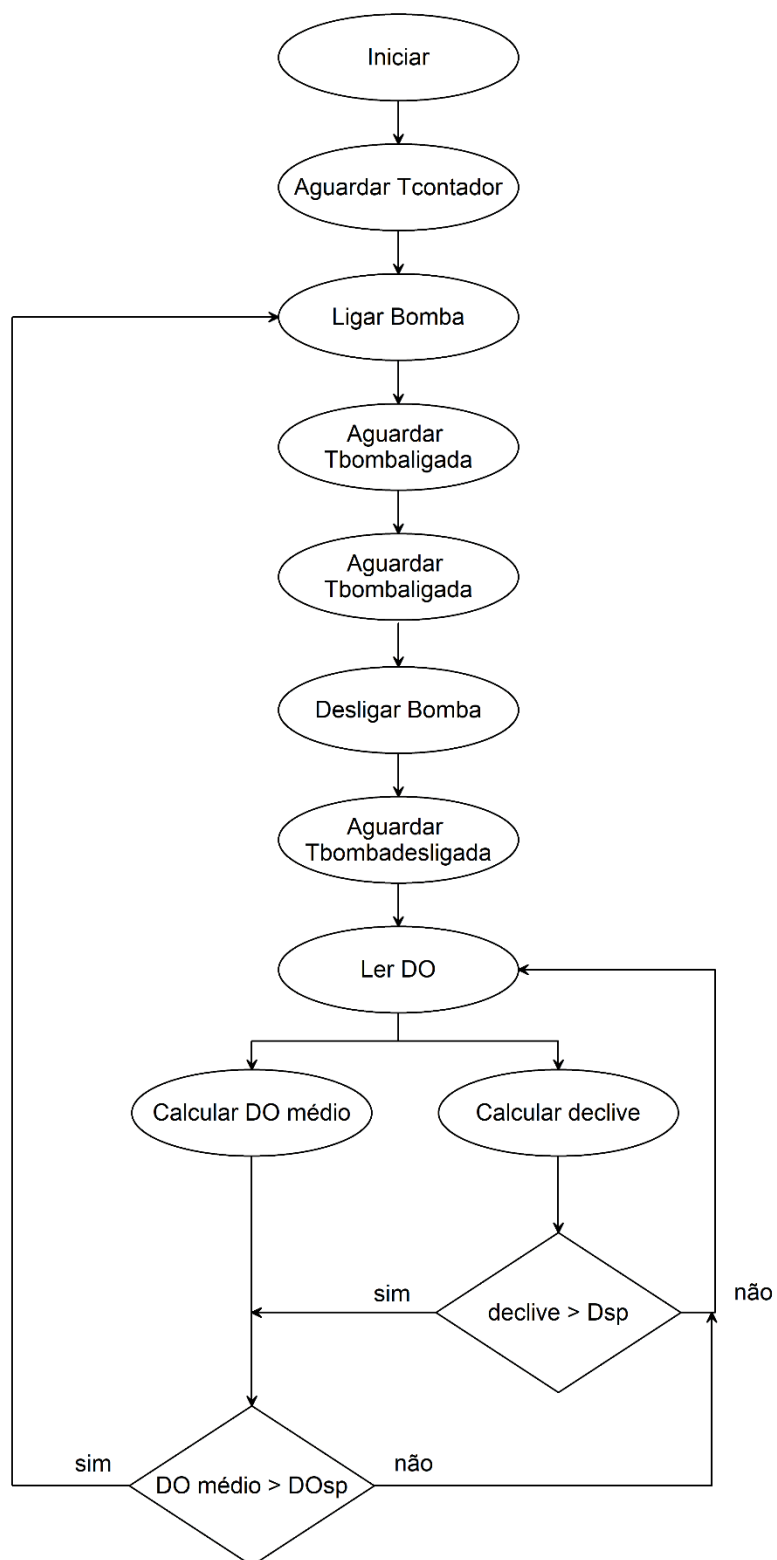 Iniciar
Aguardar Tcontador
Ligar Bomba
Aguardar
Tbombaligada
Aguardar
Tbombaligada
Desligar Bomba
Aguardar
Tbombadesligada
Ler DO
Calcular DO médio
Calcular declive
sim
declive > Dsp
não
sim
DO médio > DOsp
não